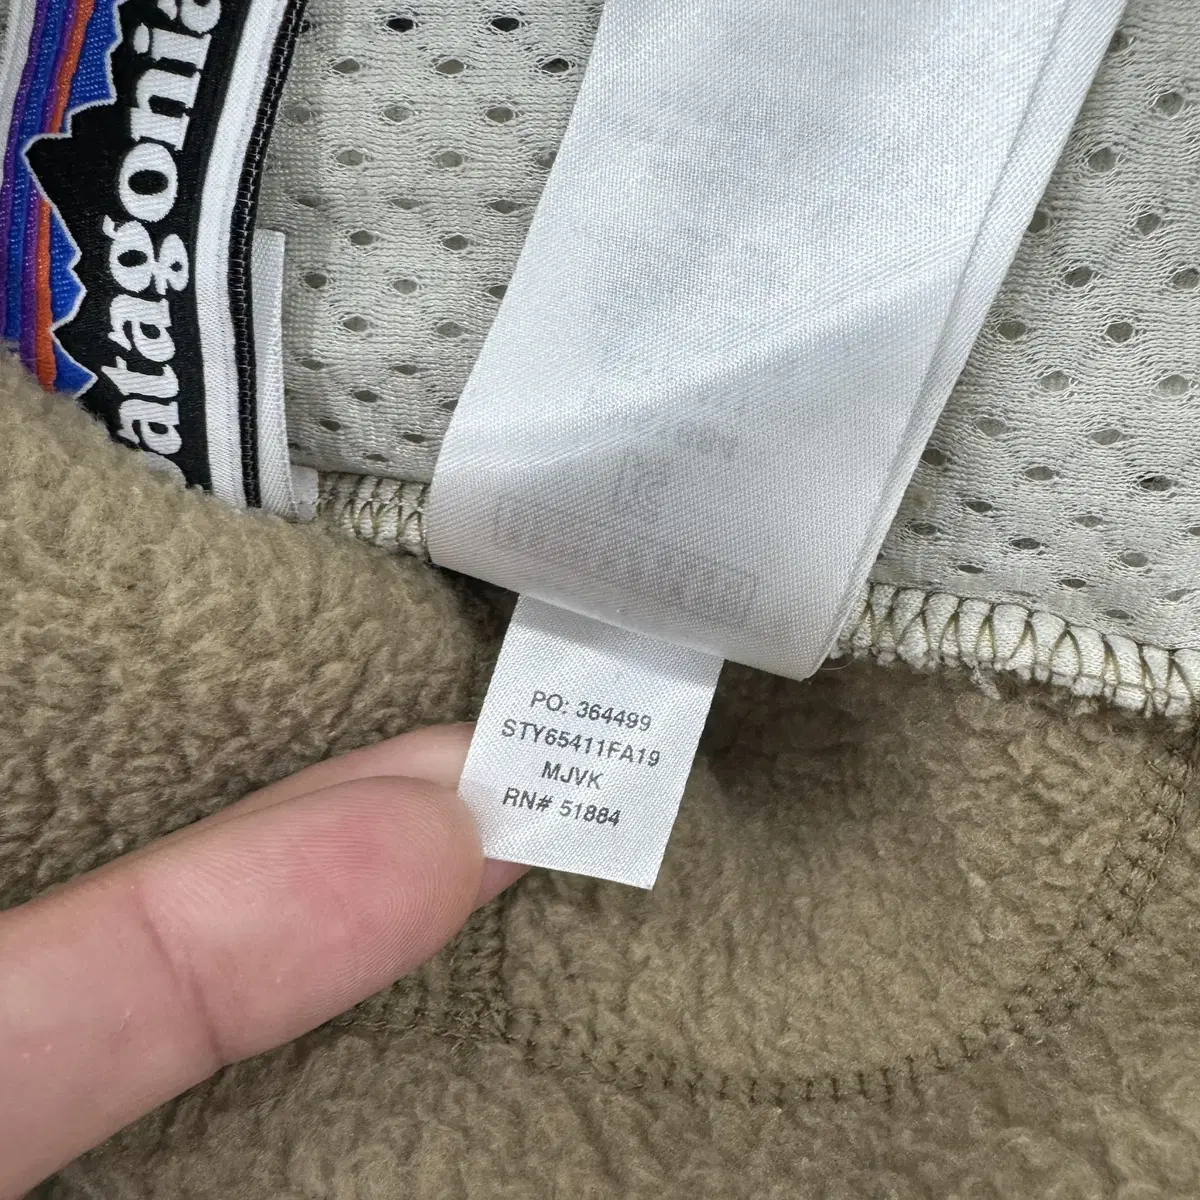 patagonia
PO: 364499
STY65411FA19
MJVK
RN# 51884